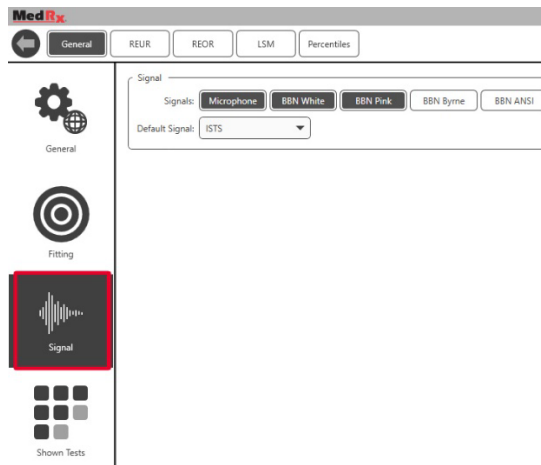 MedRx
General REUR REOR LSM Percentiles
Signal
Signals: Microphone BBN White BBN Pink BBN Byrne BBN ANSI
Default Signal: ISTS
General
Fitting
Signal
Shown Tests